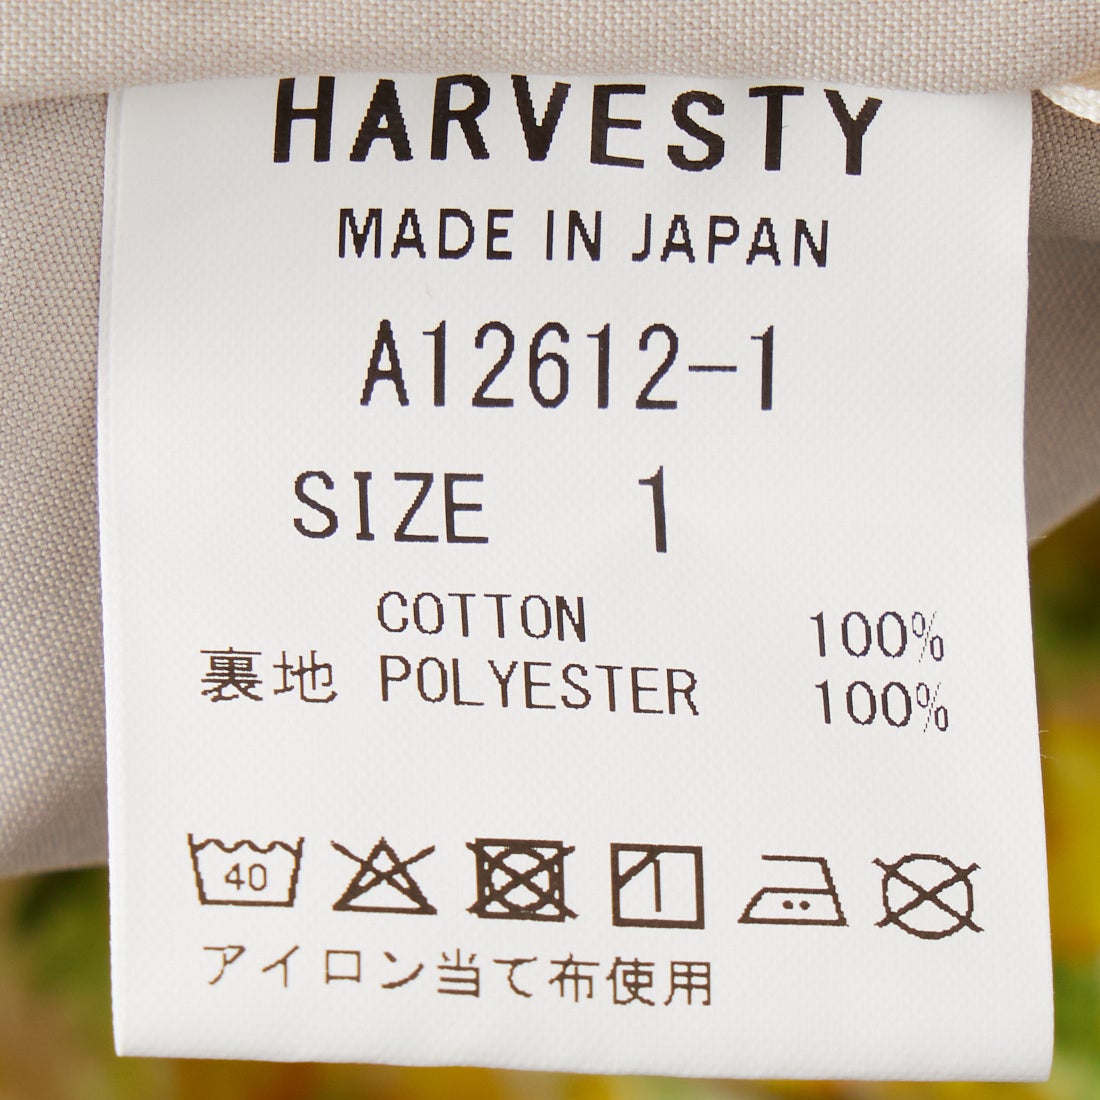 HARVESTY
MADE IN JAPAN
A12612-1
SIZE 1
COTTON 100%
裏地 POLYESTER 100%
40
アイロン当て布使用